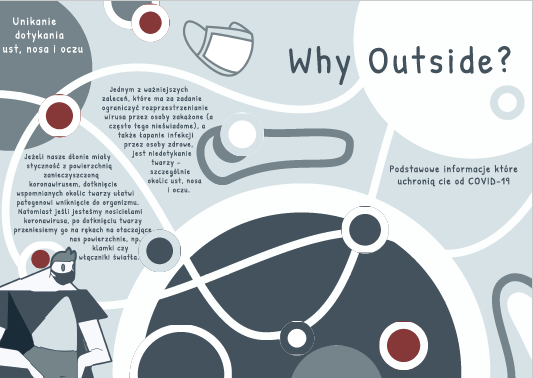 Unikanie
dotykania
ust, nosa i oczu
Jednym z ważniejszych
zaleceń, które ma za zadanie
ograniczyć rozprzestrzenianie
wirusa przez osoby zakażone (a
często tego nieświadome), a
także łapanie infekcji
przez osoby zdrowe,
jest niedotykanie
twarzy -
szczególnie
okolic ust, nosa
i oczu.
Jeżeli nasze dłonie miały
styczność z powierzchnią
zanieczyszczoną
koronawirusem, dotknięcie
wspomnianych okolic twarzy ułatwi
patogenowi wniknięcie do organizmu.
Natomiast jeśli jesteśmy nosicielami
koronawirusa, po dotknięciu twarzy
przeniesiemy go na rękach na otaczające
nas powierzchnie, np.
klamki czy
włączniki światła.
Why Outside?
Podstawowe informacje które
uchronią cie od COVID-19